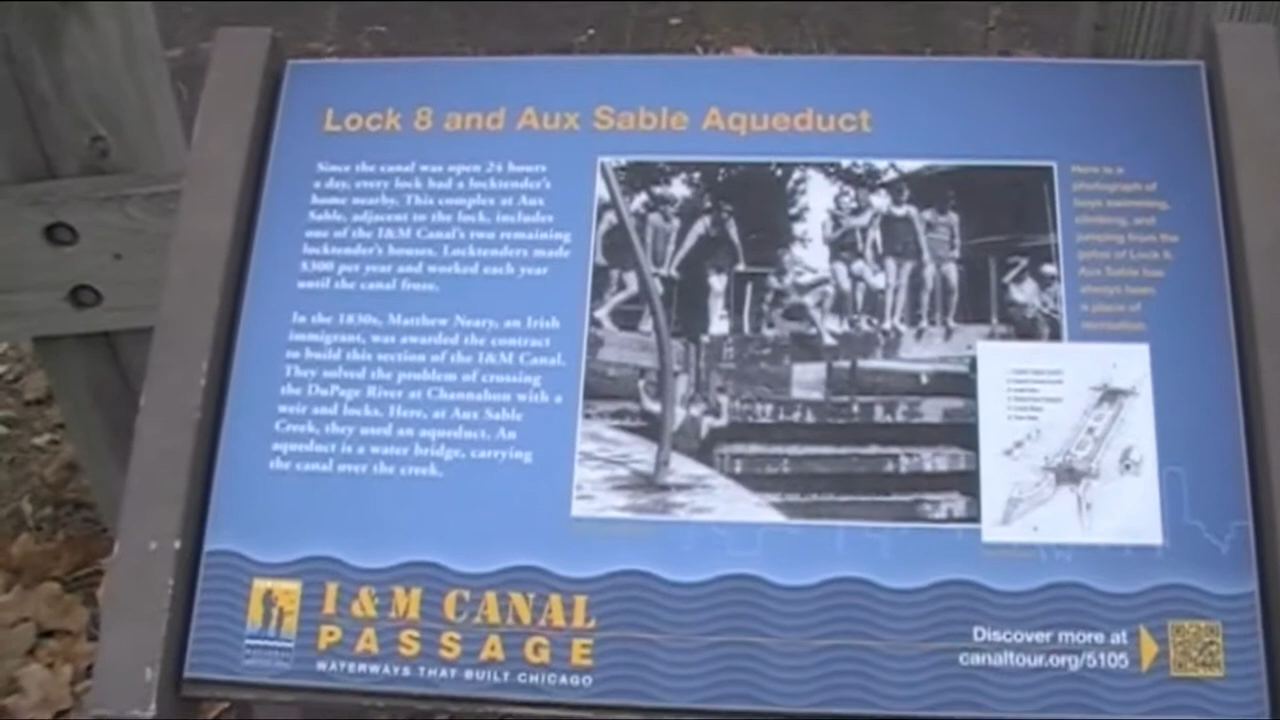 Lock 8 and Aux Sable Aqueduct
Since the canal was open 24 hours
a day, every lock had a locktender's
home nearby. This complex at Aux
Sable, adjacent to the lock, includes
one of the I&M Canal's two remaining
locktender's houses. Locktenders made
$300 per year and worked each year
until the canal froze.
In the 1830s, Matthew Neary, an Irish
immigrant, was awarded the contract
to build this section of the I&M Canal.
They solved the problem of crossing
the DuPage River at Channahon with a
weir and locks. Here, at Aux Sable
Creek, they used an aqueduct. An
aqueduct is a water bridge, carrying
the canal over the creek.
Here is a
photograph of
boys swimming,
climbing, and
jumping from the
gates of Lock 8.
Aux Sable has
always been
a place of
recreation.
I & M CANAL
PASSAGE
WATERWAYS THAT BUILT CHICAGO
Discover more at
canaltour.org/5105